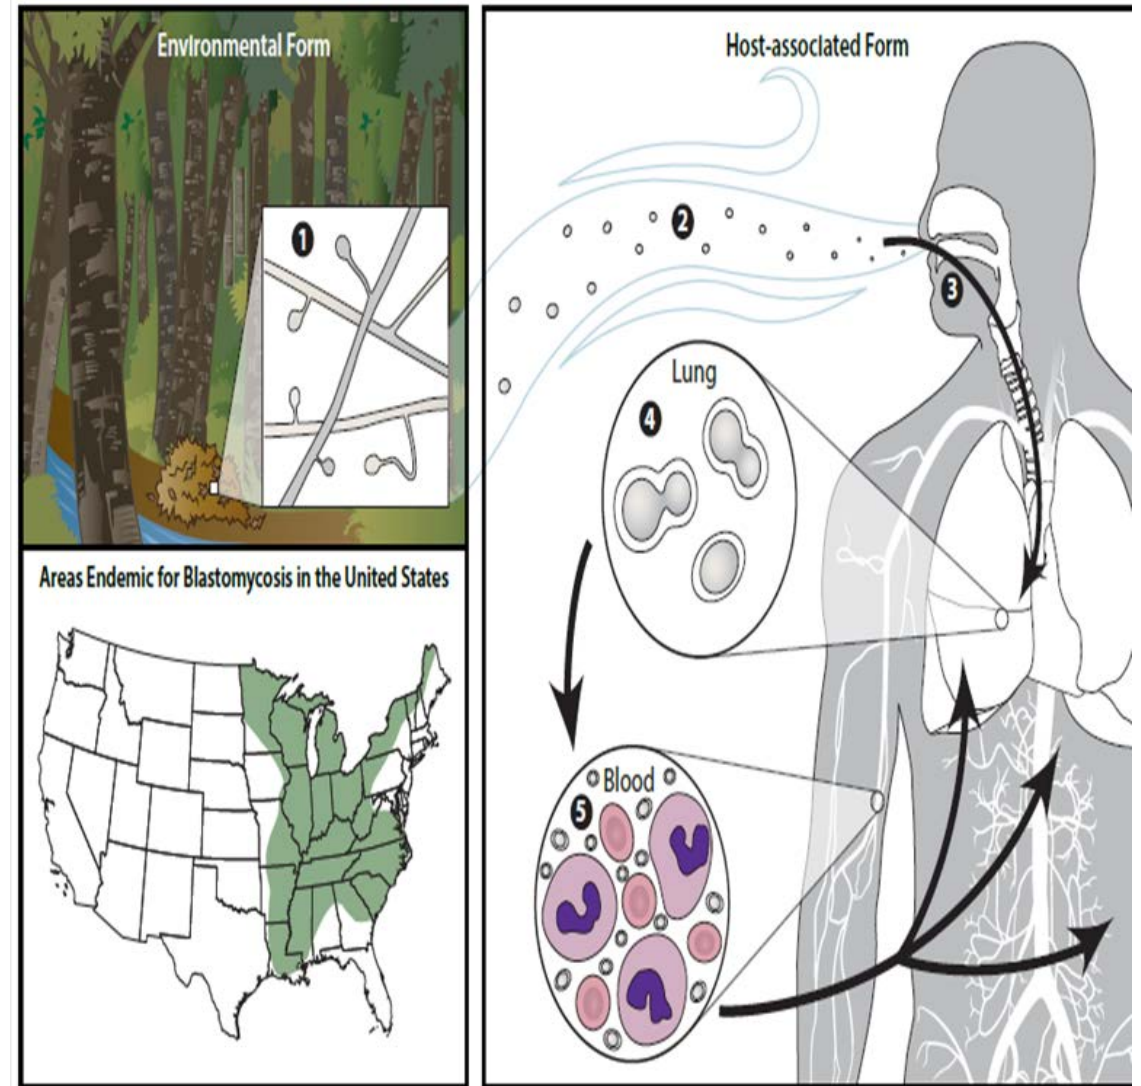 Environmental Form
1
Areas Endemic for Blastomycosis in the United States
Host-associated Form
2
3
Lung
4
Blood
5